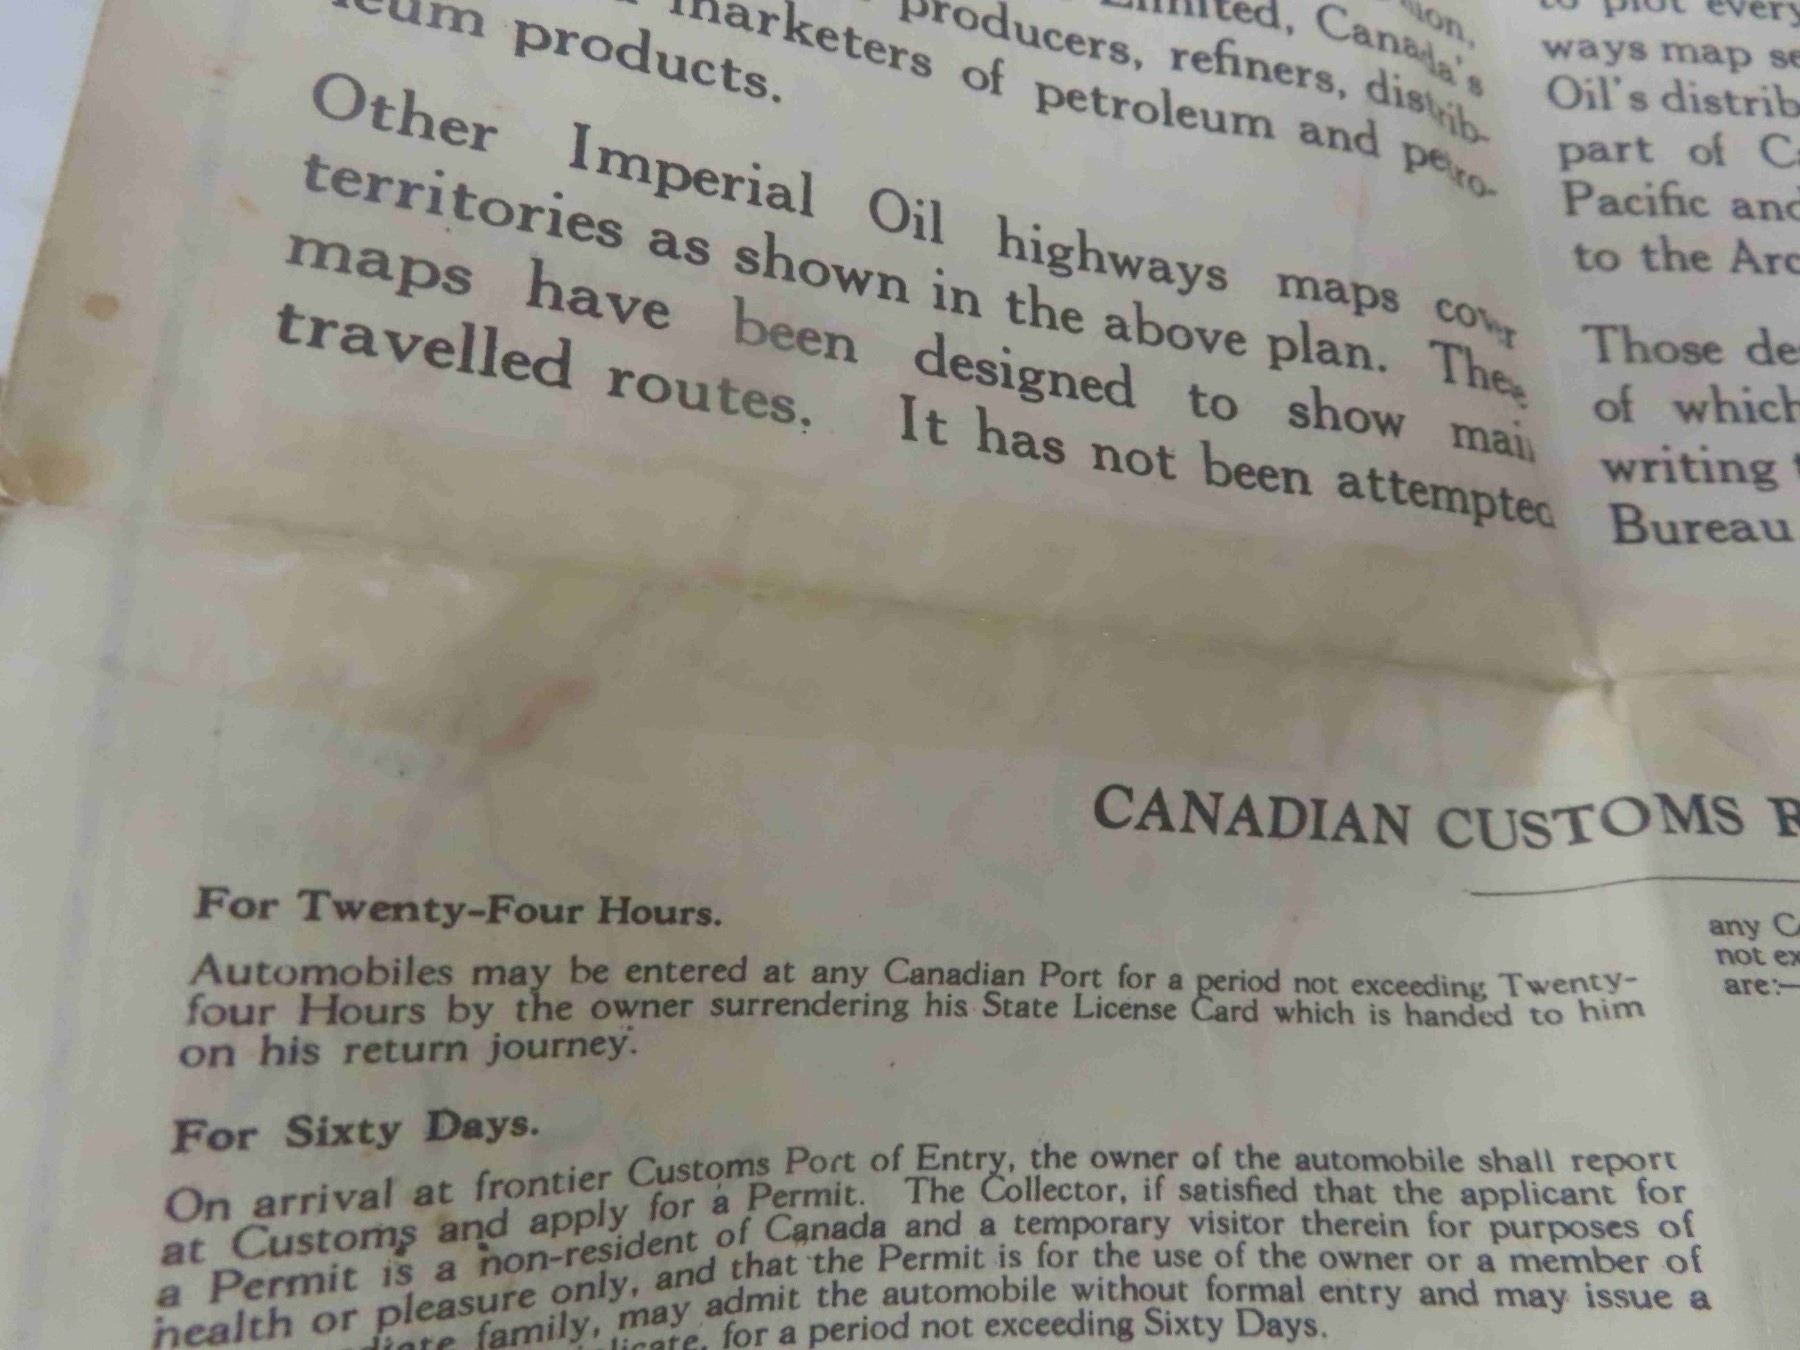 Limited, Canada's
producers, refiners, distrib-
marketers of petroleum and petro-
leum products.
Other Imperial Oil highways maps cover
territories as shown in the above plan. These
maps have been designed to show main
travelled routes. It has not been attempted
to plot every
ways map se
Oil's distrib
part of Ca
Pacific and
to the Arc
Those de
of which
writing t
Bureau
CANADIAN CUSTOMS R
For Twenty-Four Hours.
Automobiles may be entered at any Canadian Port for a period not exceeding Twenty-
four Hours by the owner surrendering his State License Card which is handed to him
on his return journey.
For Sixty Days.
On arrival at frontier Customs Port of Entry, the owner of the automobile shall report
at Customs and apply for a Permit. The Collector, if satisfied that the applicant for
a Permit is a non-resident of Canada and a temporary visitor therein for purposes of
health or pleasure only, and that the Permit is for the use of the owner or a member of
family, may admit the automobile without formal entry and may issue a
for a period not exceeding Sixty Days.
any C
not ex
are:—